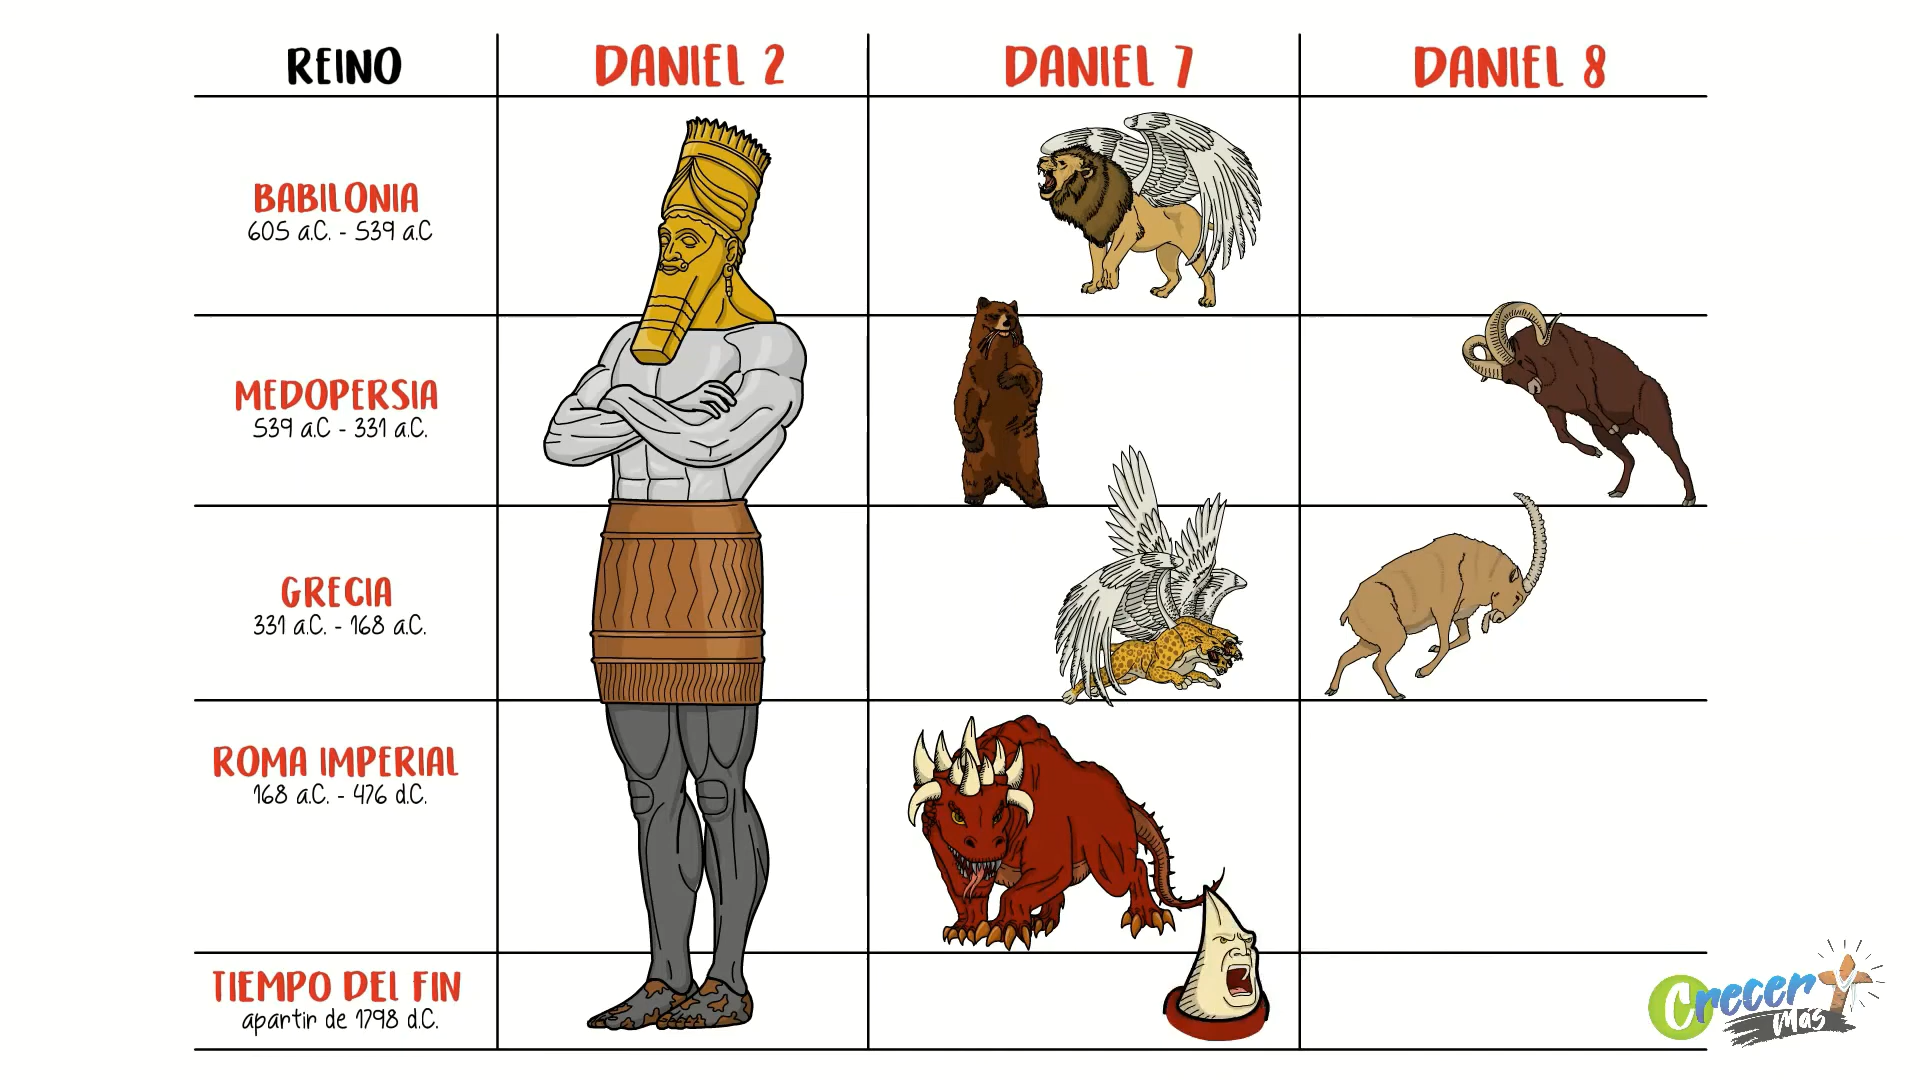 REINO DANIEL 2 DANIEL 7 DANIEL 8
BABILONIA
605 a.C. - 539 a.C
MEDOPERSIA
539 a.C - 331 a.C.
GRECIA
331 a.C. - 168 a.C.
ROMA IMPERIAL
168 a.C. - 476 d.C.
TIEMPO DEL FIN
apartir de 1798 d.C.
Crecer
Más